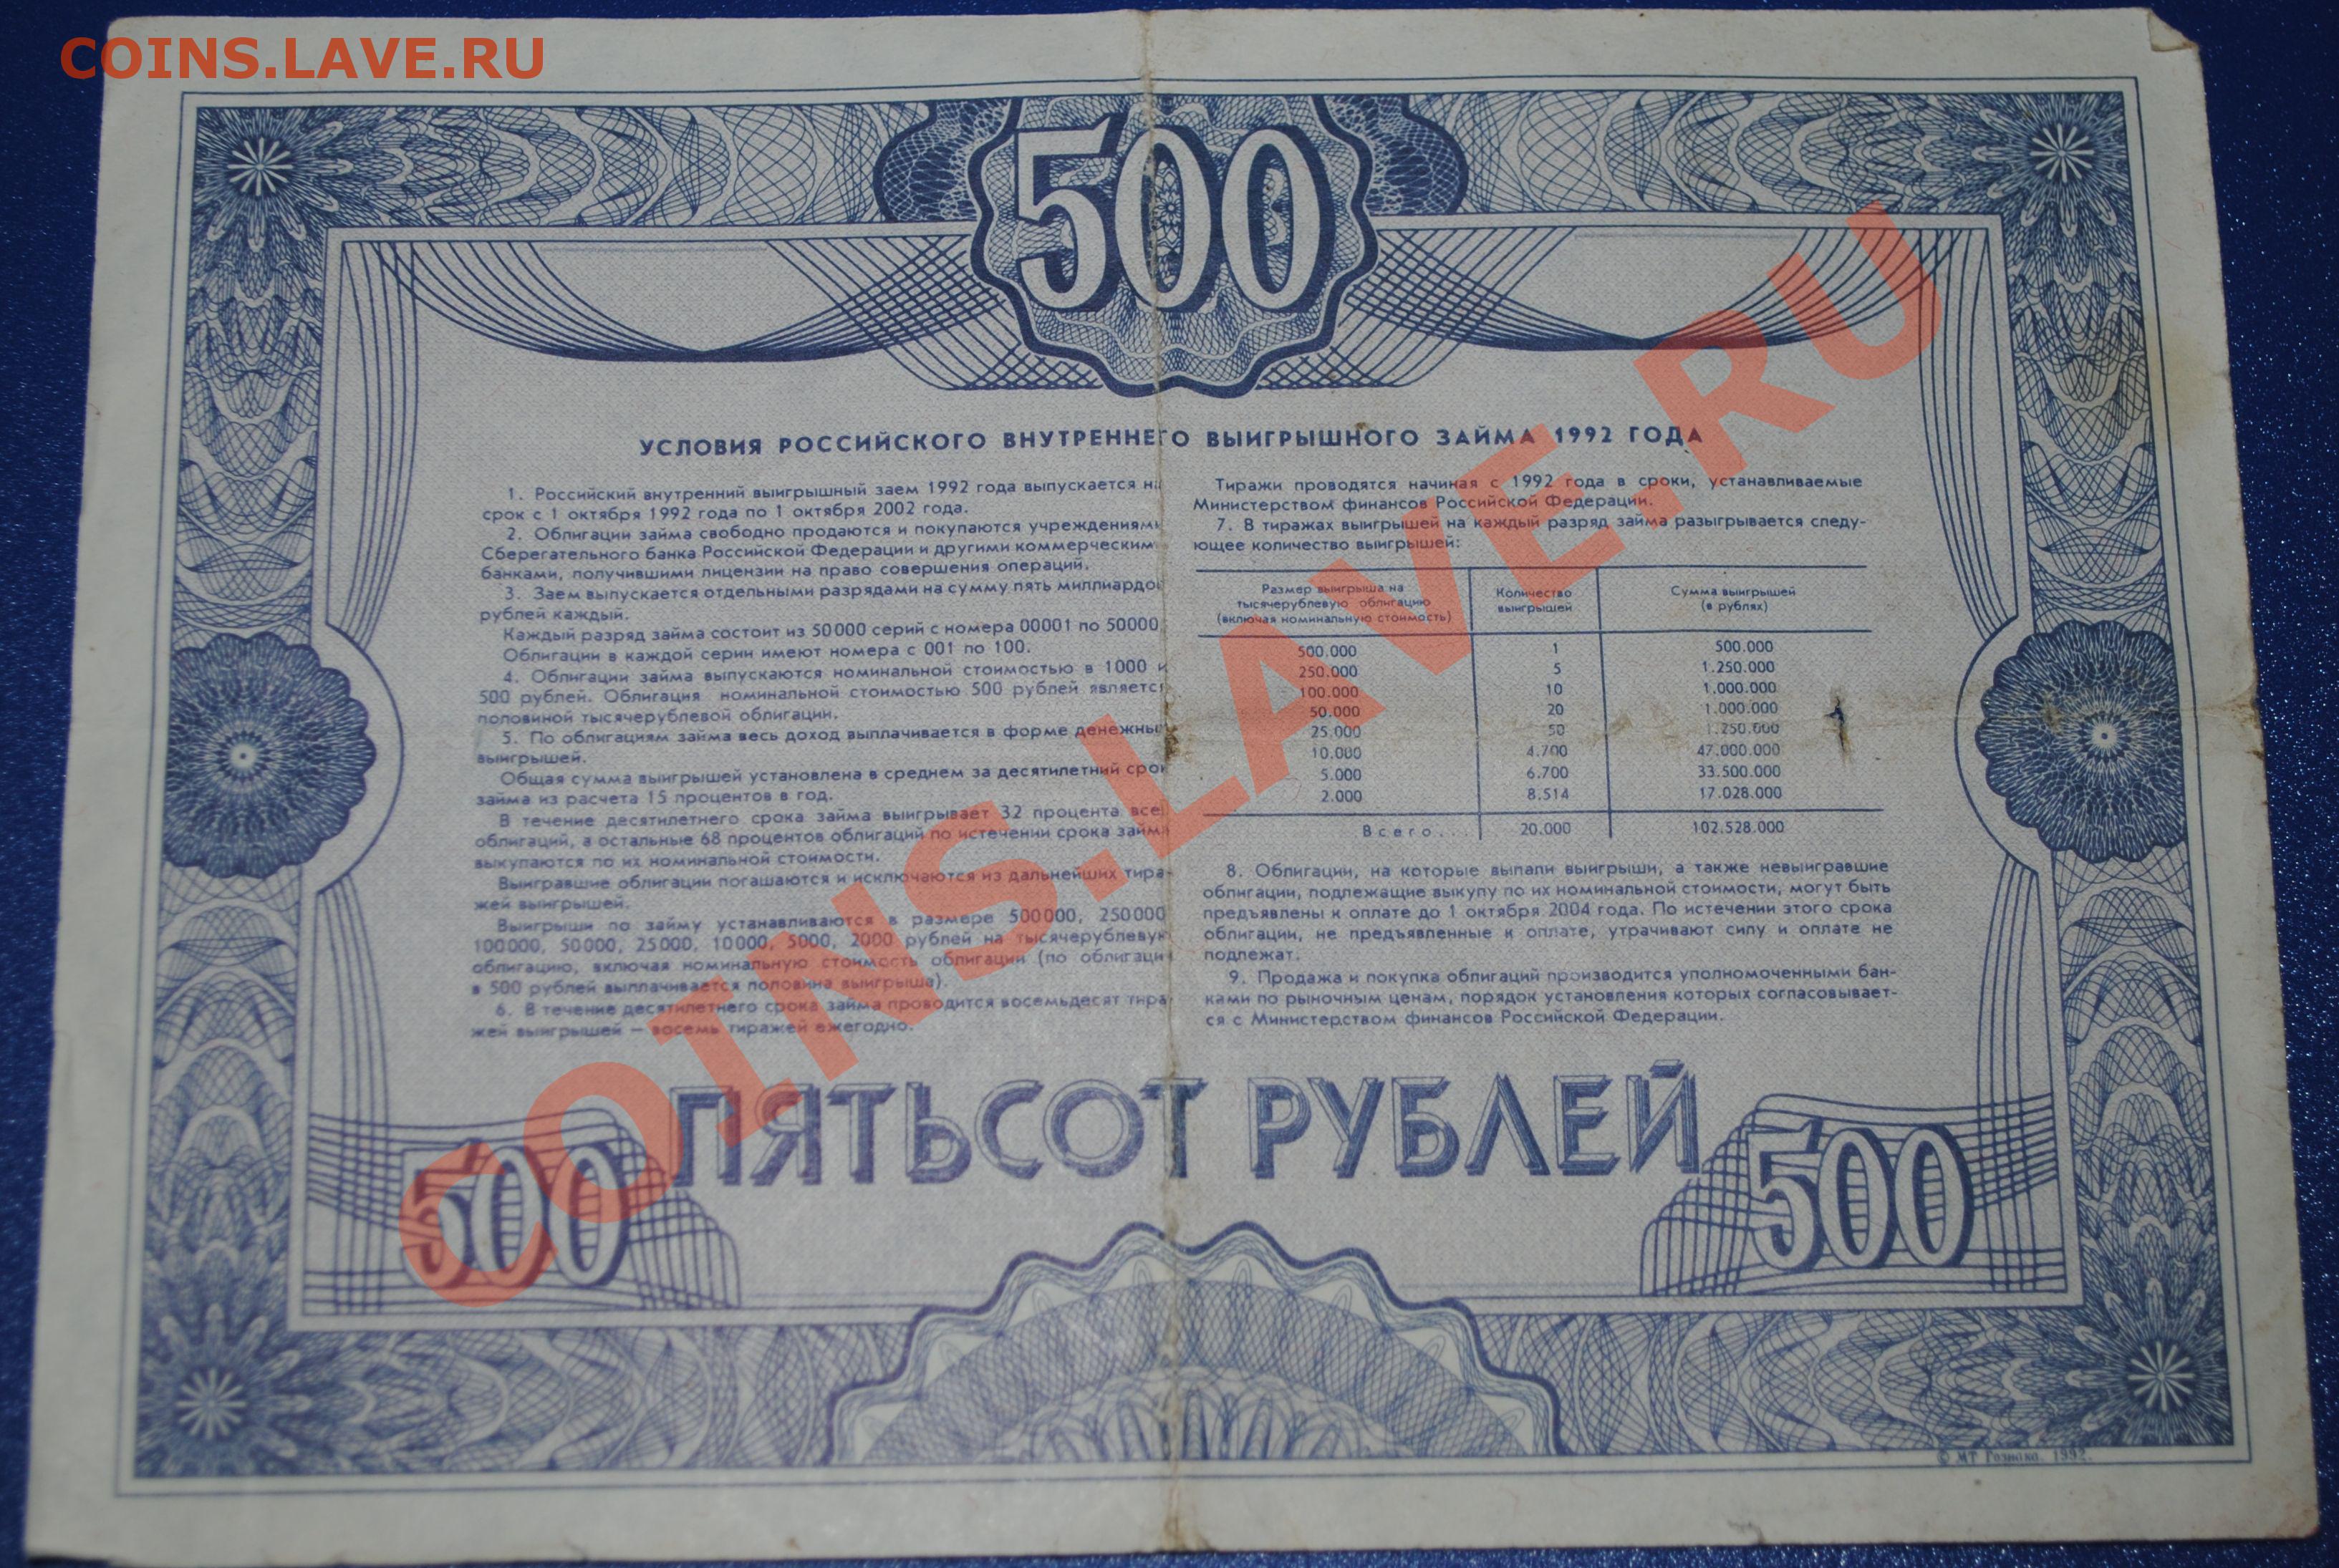 COINS.LAVE.RU
500
УСЛОВИЯ РОССИЙСКОГО ВНУТРЕННЕГО ВЫИГРЫШНОГО ЗАЙМА 1992 ГОДА
1. Российский внутренний выигрышный заем 1992 года выпускается на
срок с 1 октября 1992 года по 1 октября 2002 года.
2. Облигации займа свободно продаются и покупаются учреждениями
Сберегательного банка Российской Федерации и другими коммерческими
банками, получившими лицензии на право совершения операций.
3. Заем выпускается отдельными разрядами на сумму пять миллиардов
рублей каждый.
Каждый разряд займа состоит из 50000 серий с номера 00001 по 50000.
Облигации в каждой серии имеют номера с 001 по 100.
4. Облигации займа выпускаются номинальной стоимостью в 1000 и
500 рублей. Облигация номинальной стоимостью 500 рублей является
половиной тысячерублевой облигации.
5. По облигациям займа весь доход выплачивается в форме денежных
выигрышей.
Общая сумма выигрышей установлена в среднем за десятилетний срок
займа из расчета 15 процентов в год.
В течение десятилетнего срока займа выигрывает 32 процента всех
облигаций, а остальные 68 процентов облигаций по истечении срока займа
выкупаются по их номинальной стоимости.
Выигравшие облигации погашаются и исключаются из дальнейших тира-
жей выигрышей.
Выигрыши по займу устанавливаются в размере 500000, 250000,
100000, 50000, 25000, 10000, 5000, 2000 рублей на тысячерублевую
облигацию, включая номинальную стоимость облигации (по облигации
в 500 рублей выплачивается половина выигрыша).
6. В течение десятилетнего срока займа проводится восемьдесят тира-
жей выигрышей — восемь тиражей ежегодно.
Тиражи проводятся начиная с 1992 года в сроки, устанавливаемые
Министерством финансов Российской Федерации.
7. В тиражах выигрышей на каждый разряд займа разыгрывается следу-
ющее количество выигрышей:
Размер выигрыша на
тысячерублевую облигацию
(включая номинальную стоимость)
Количество
выигрышей
Сумма выигрышей
(в рублях)
500.000 1 500.000
250.000 5 1.250.000
100.000 10 1.000.000
50.000 20 1.000.000
25.000 50 1.250.000
10.000 4.700 47.000.000
5.000 6.700 33.500.000
2.000 8.514 17.028.000
Всего.... 20.000 102.528.000
8. Облигации, на которые выпали выигрыши, а также невыигравшие
облигации, подлежащие выкупу по их номинальной стоимости, могут быть
предъявлены к оплате до 1 октября 2004 года. По истечении этого срока
облигации, не предъявленные к оплате, утрачивают силу и оплате не
подлежат.
9. Продажа и покупка облигаций производится уполномоченными бан-
ками по рыночным ценам, порядок установления которых согласовывает-
ся с Министерством финансов Российской Федерации.
ПЯТЬСОТ РУБЛЕЙ
500
500
© МТ Гознака. 1992.
COINS.LAVE.RU